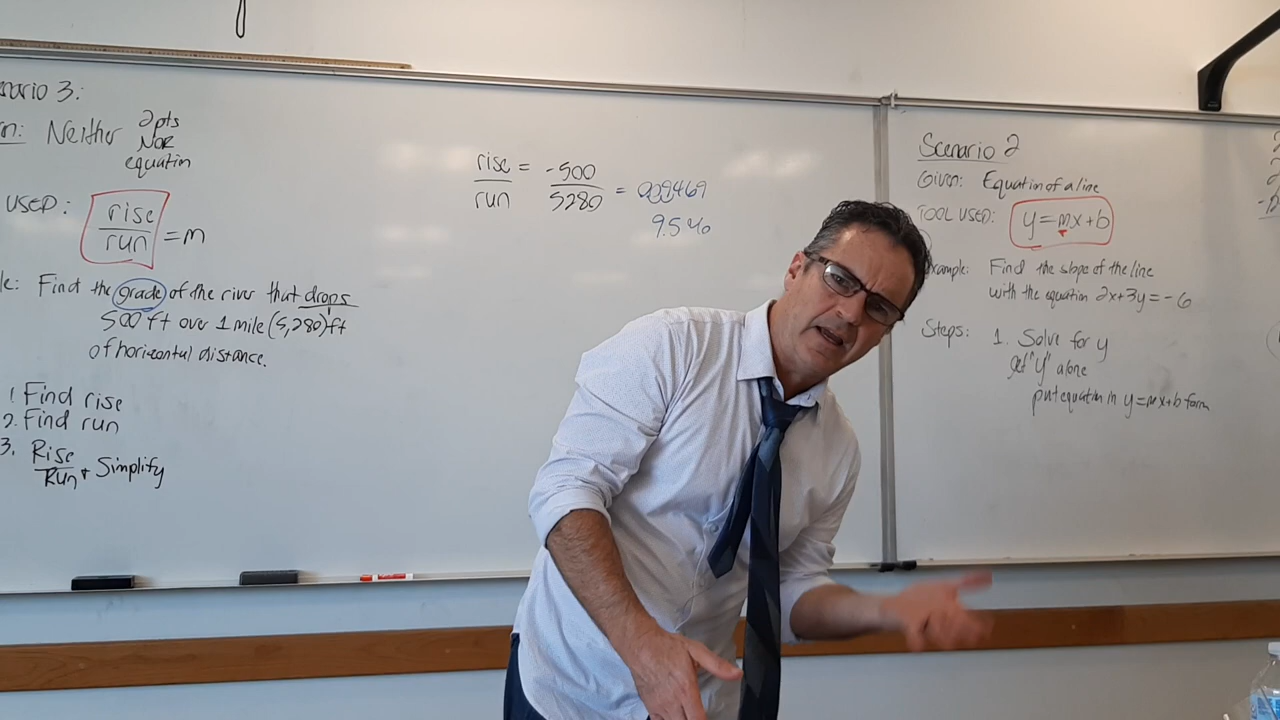 nario 3:
n: Neither 2pts
NOR
equation
USED: rise
run = m
le: Find the grade of the river that drops
500 ft over 1 mile (5,280) ft
of horizontal distance.
1 Find rise
2. Find run
3. Rise
Run + Simplify
rise = -500
run 5280 = 009469
9.5%
Scenario 2
Given: Equation of a line
TOOL USED: y = mx + b
xample: Find the slope of the line
with the equation 2x+3y=-6
Steps: 1. Solve for y
get "y" alone
put equation in y=mx+b form